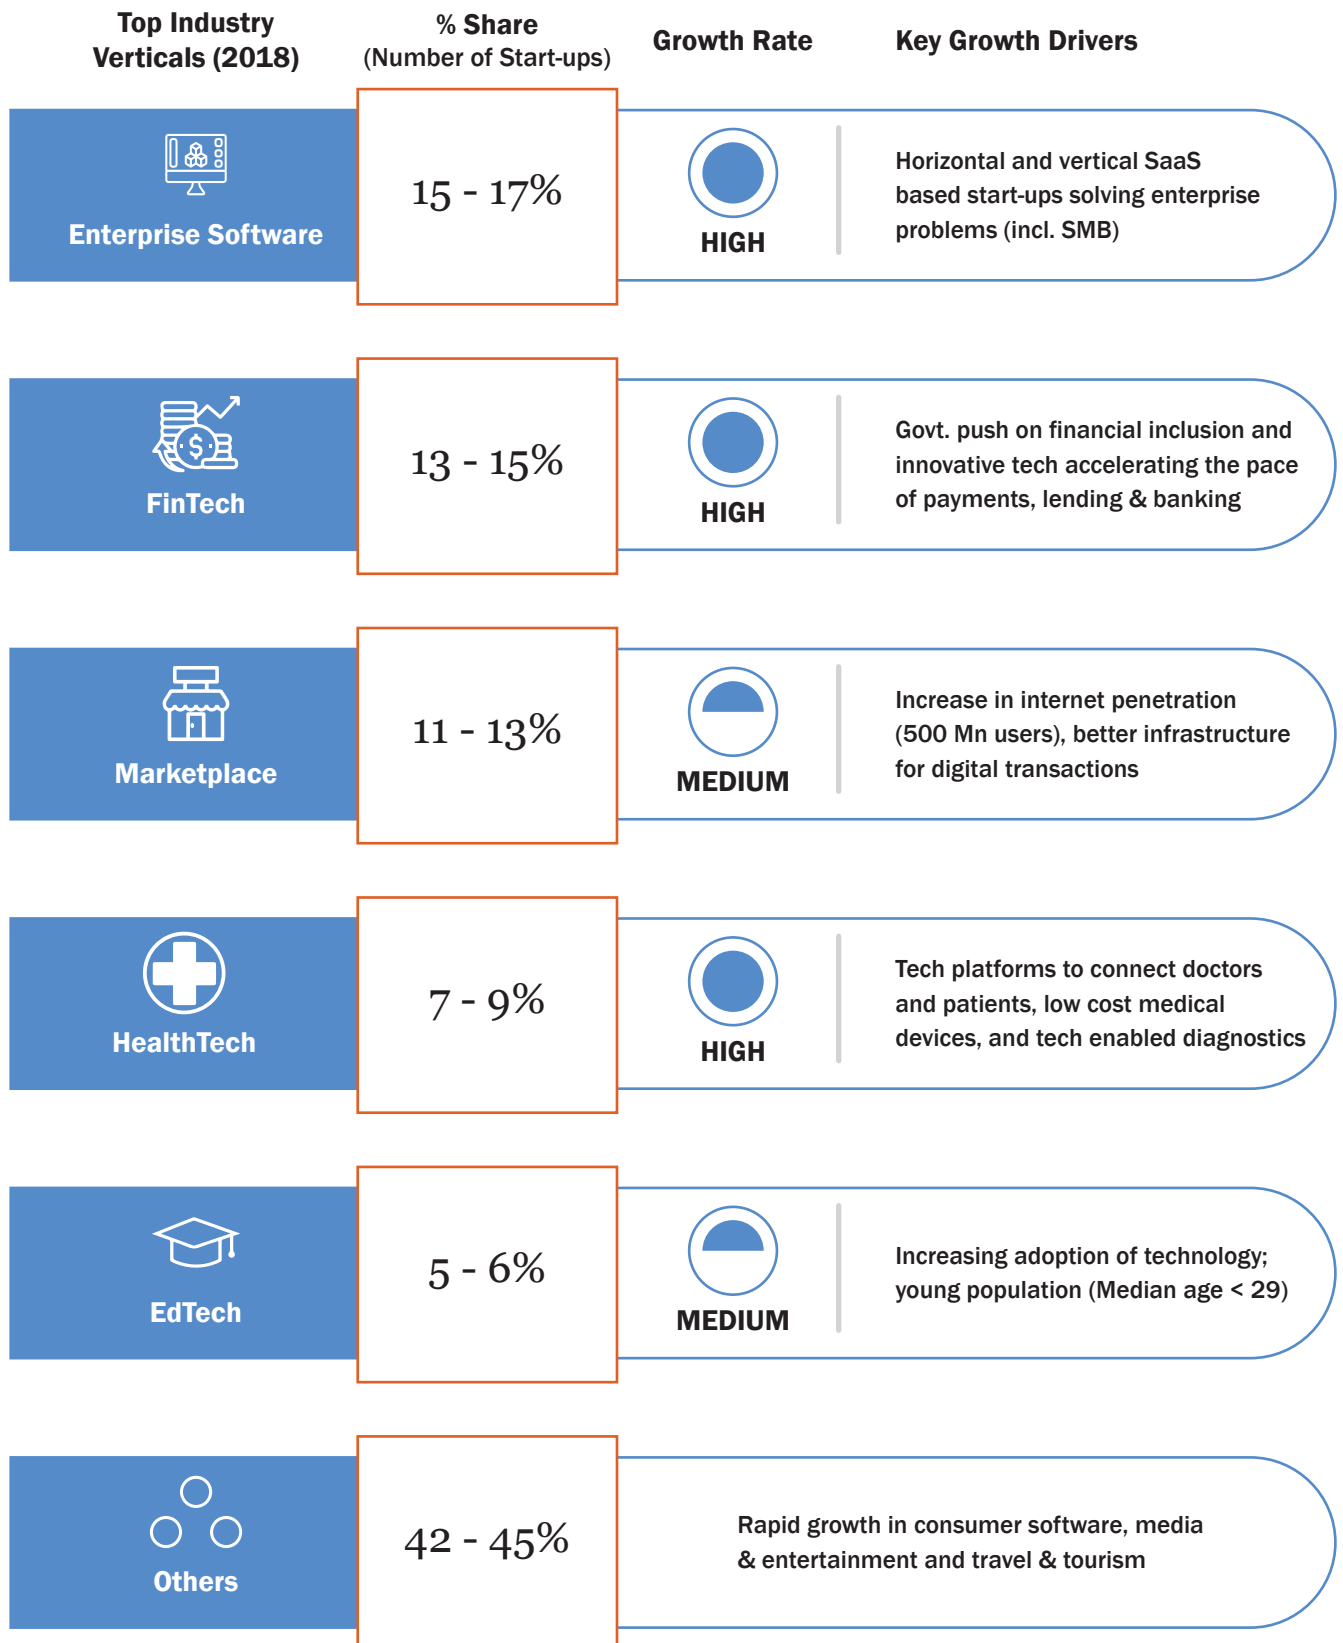 Top Industry
Verticals (2018)
% Share
(Number of Start-ups)
Growth Rate
Key Growth Drivers
Enterprise Software
15 - 17%
HIGH
Horizontal and vertical SaaS
based start-ups solving enterprise
problems (incl. SMB)
$
FinTech
13 - 15%
HIGH
Govt. push on financial inclusion and
innovative tech accelerating the pace
of payments, lending & banking
Marketplace
11 - 13%
MEDIUM
Increase in internet penetration
(500 Mn users), better infrastructure
for digital transactions
HealthTech
7 - 9%
HIGH
Tech platforms to connect doctors
and patients, low cost medical
devices, and tech enabled diagnostics
EdTech
5 - 6%
MEDIUM
Increasing adoption of technology;
young population (Median age < 29)
Others
42 - 45%
Rapid growth in consumer software, media
& entertainment and travel & tourism